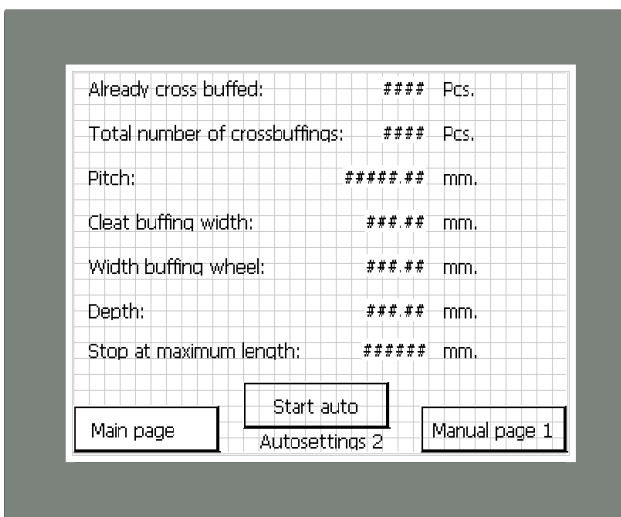 Already cross buffed: #### Pcs.
Total number of crossbuffings: #### Pcs.
Pitch: #####.## mm.
Cleat buffing width: ###.## mm.
Width buffing wheel: ###.## mm.
Depth: ###.## mm.
Stop at maximum length: ###### mm.
Start auto
Main page
Autosettings 2
Manual page 1